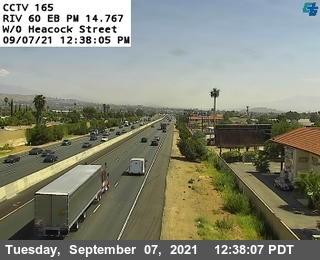 CCTV 165
RIV 60 EB PM 14.767
W/O Heacock Street
09/07/21 12:38:05 PM
Tuesday, September 07, 2021 12:38:07 PDT